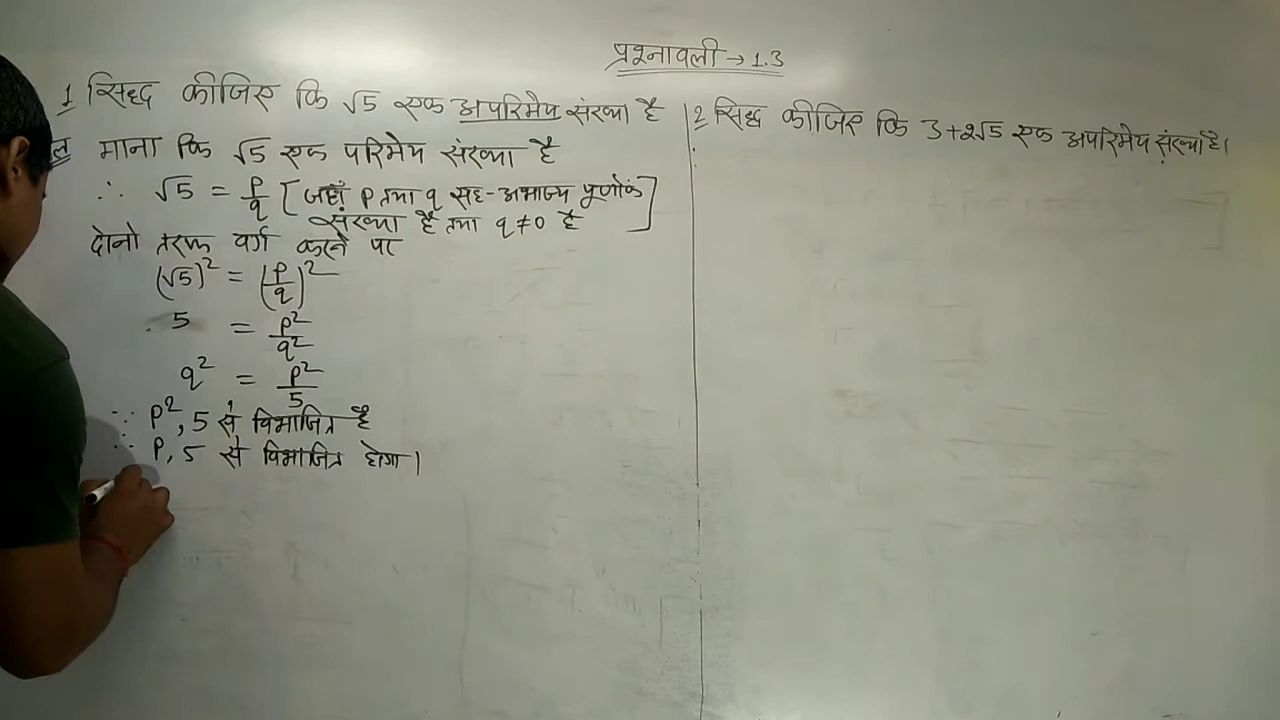 प्रश्नावली → 1.3
1 सिद्ध कीजिए कि √5 एक अपरिमेय संख्या है
हल माना कि √5 एक परिमेय संख्या है
∴ √5 = p/q [जहाँ p तथा q सह-अभाज्य पूर्णांक
संख्या है तथा q ≠ 0 है]
दोनो तरफ वर्ग करने पर
(√5)² = (p/q)²
5 = p²/q²
q² = p²/5
∵ p², 5 से विभाजित है
∴ p, 5 से विभाजित होगा।
2 सिद्ध कीजिए कि 3+2√5 एक अपरिमेय संख्या है।